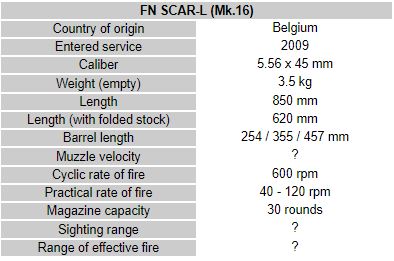 FN SCAR-L (Mk.16)
Country of origin Belgium
Entered service 2009
Caliber 5.56 x 45 mm
Weight (empty) 3.5 kg
Length 850 mm
Length (with folded stock) 620 mm
Barrel length 254 / 355 / 457 mm
Muzzle velocity ?
Cyclic rate of fire 600 rpm
Practical rate of fire 40 - 120 rpm
Magazine capacity 30 rounds
Sighting range ?
Range of effective fire ?